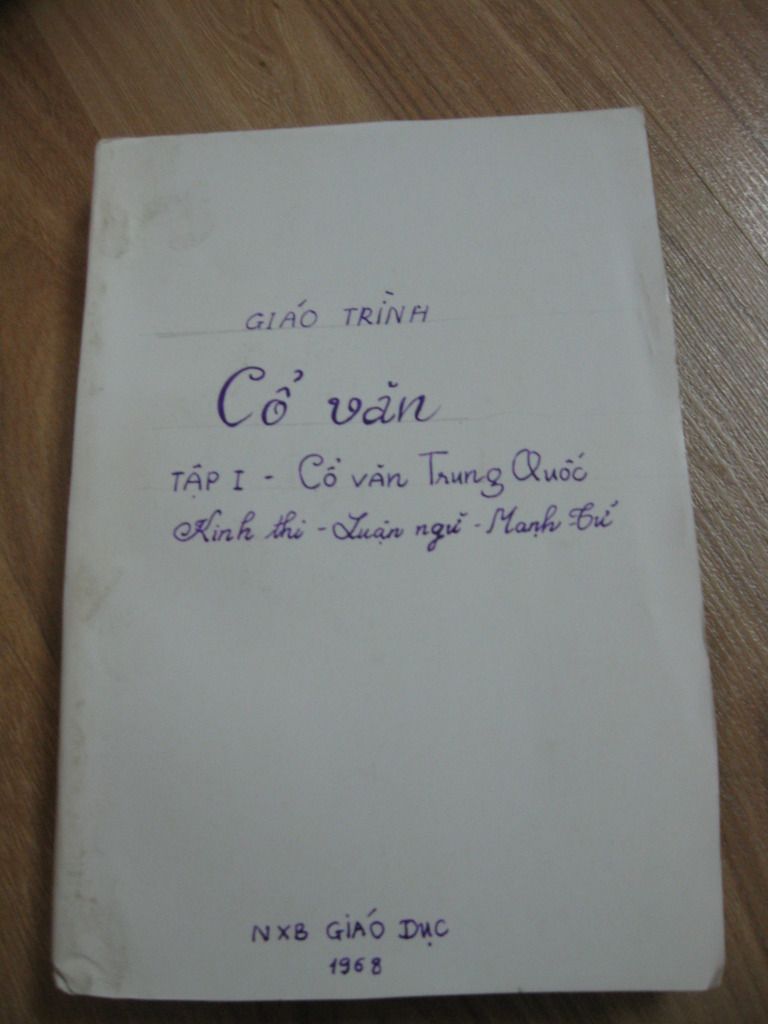 GIÁO TRÌNH
Cổ văn
TẬP I - Cổ văn Trung Quốc
Kinh thi - Luận ngữ - Mạnh Tử
NXB GIÁO DỤC
1968